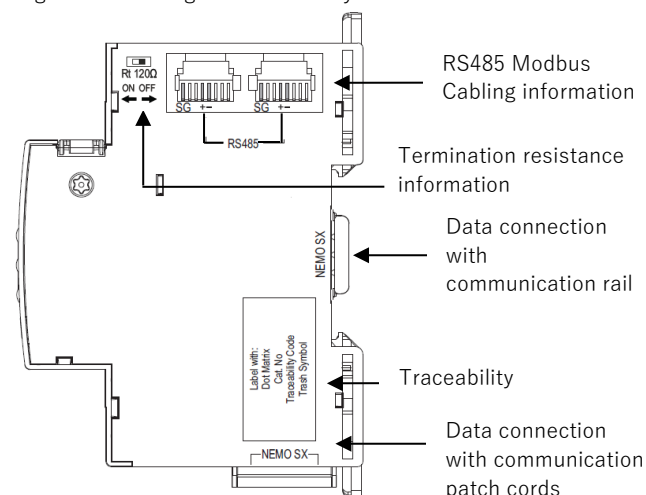 Rt 120Ω
ON OFF
SG +-
SG +-
RS485
RS485 Modbus
Cabling information
Termination resistance
information
NEMO SX
Data connection
with
communication rail
Label with:
Dot Matrix
Cat. No
Traceability Code
Trash Symbol
Traceability
NEMO SX
Data connection
with communication
patch cords